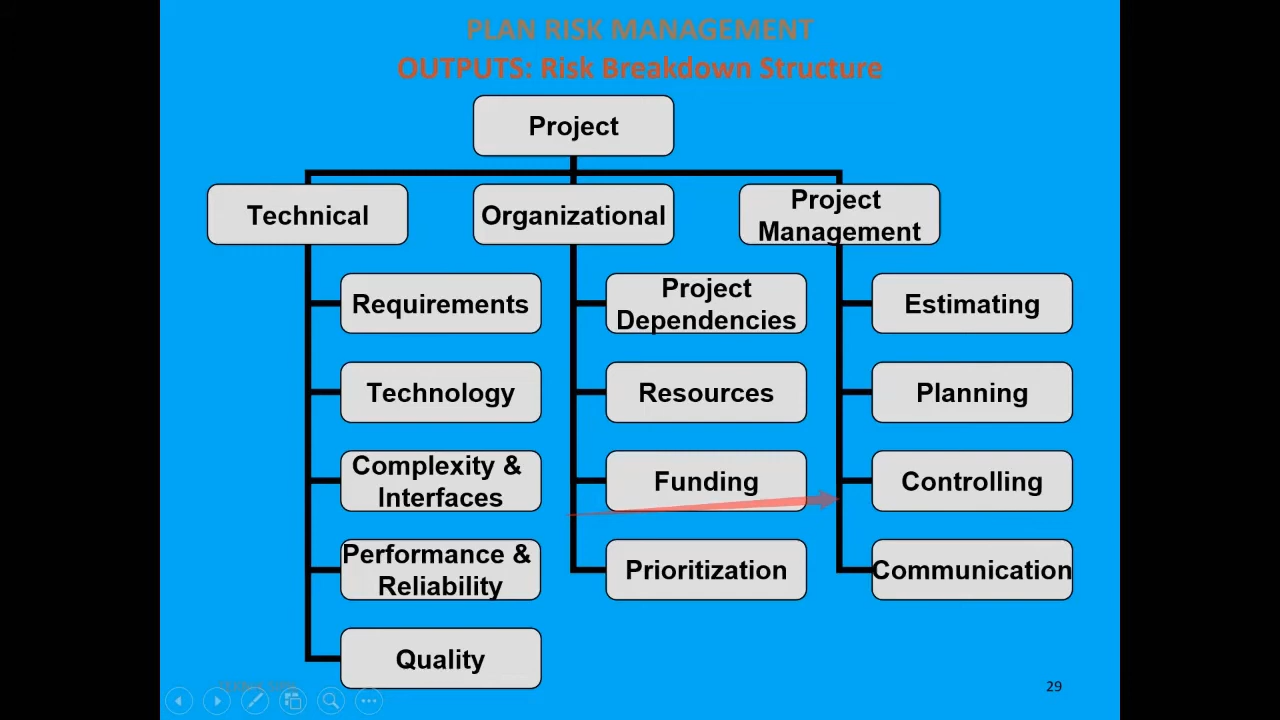 PLAN RISK MANAGEMENT
OUTPUTS: Risk Breakdown Structure
Project
Technical
Organizational
Project
Management
Requirements
Project
Dependencies
Estimating
Technology
Resources
Planning
Complexity &
Interfaces
Funding
Controlling
Performance &
Reliability
Prioritization
Communication
Quality
29